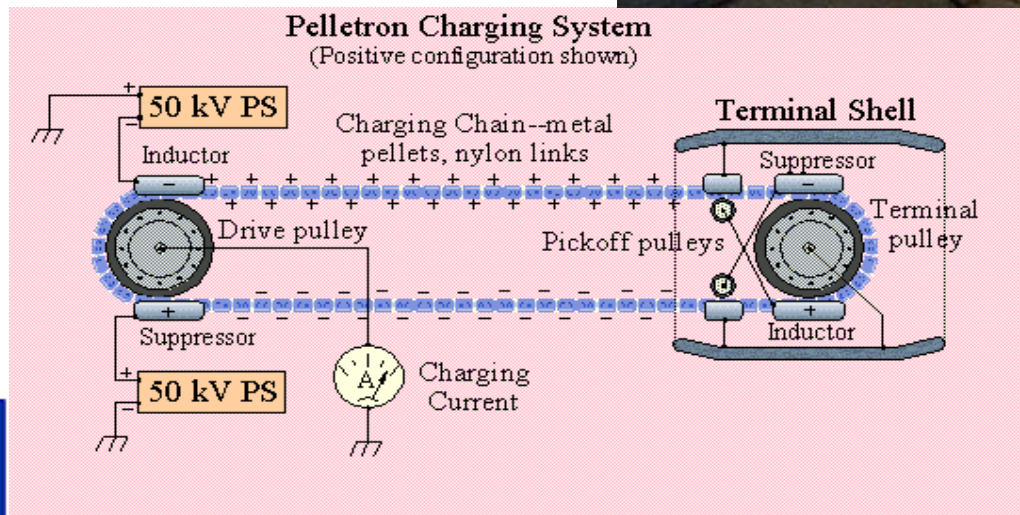 Pelletron Charging System
(Positive configuration shown)
+
50 kV PS
−
Terminal Shell
Charging Chain--metal
pellets, nylon links
Inductor
Suppressor
−
+ + + + + + + + + + + +
−
+ + + + + + + + + + +
Drive pulley
Pickoff pulleys
Terminal
pulley
− − − − − − − − − −
+
− − − − − − − − − −
+
Suppressor
Inductor
+
50 kV PS
−
A
Charging
Current